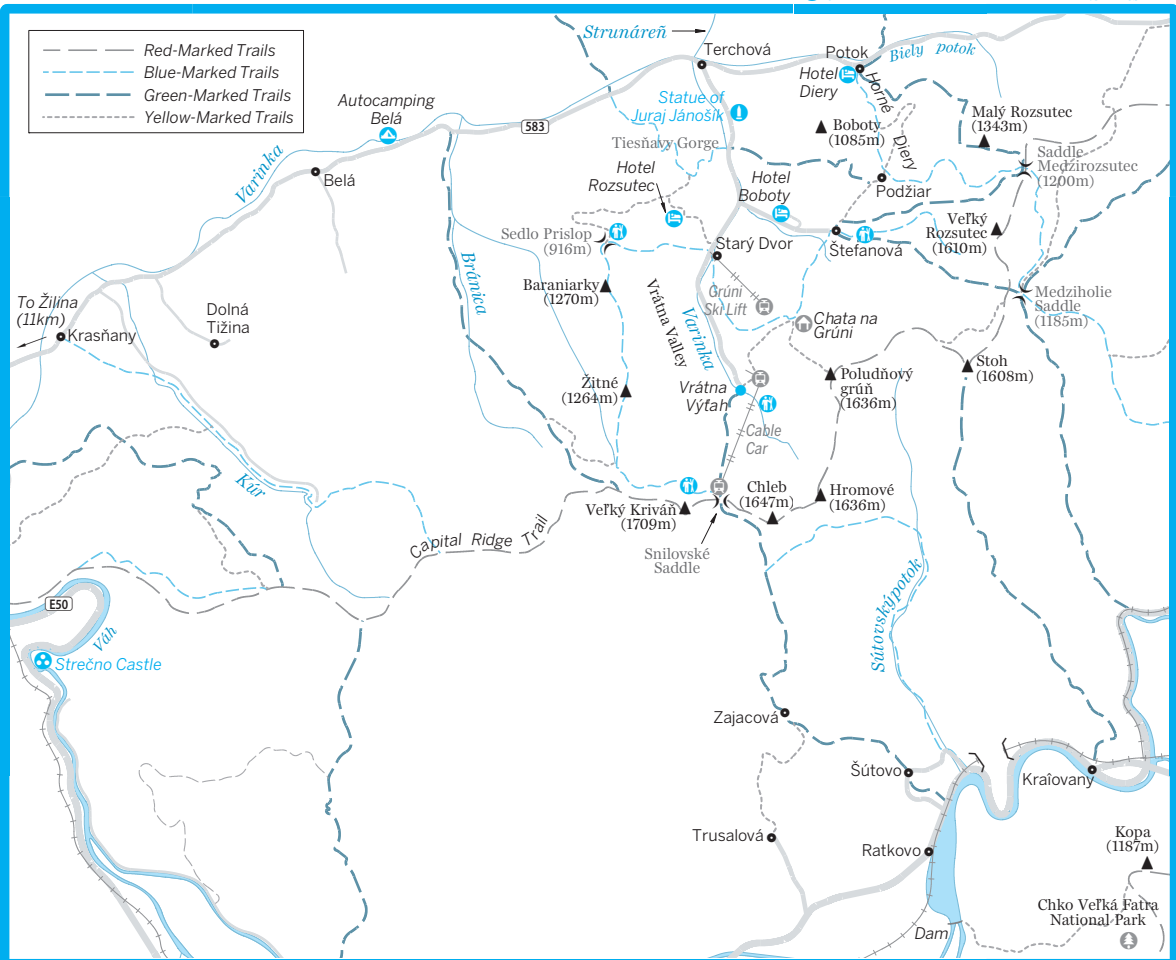 Red-Marked Trails
Blue-Marked Trails
Green-Marked Trails
Yellow-Marked Trails
Strunáreň
Terchová
Potok
Biely potok
Hotel
Diery
Horné
Diery
Autocamping
Belá
583
Statue of
Juraj Jánošík
Boboty
(1085m)
Malý Rozsutec
(1343m)
Tiesňavy Gorge
Saddle
Medzirozsutec
(1200m)
Varinka
Belá
Hotel
Rozsutec
Hotel
Boboty
Podžiar
Veľký
Rozsutec
(1610m)
Sedlo Prislop
(916m)
Starý Dvor
Štefanová
Bránica
Baraniarky
(1270m)
Vrátna Valley
Varinka
Grúni
Ski Lift
Medziholie
Saddle
(1185m)
To Žilina
(11km)
Krasňany
Dolná
Tižina
Chata na
Grúni
Žitné
(1264m)
Vrátna
Výťah
Poludňový
grúň
(1636m)
Stoh
(1608m)
Cable
Car
Kúr
Chleb
(1647m)
Hromové
(1636m)
Veľký Kriváň
(1709m)
Capital Ridge Trail
Snilovské
Saddle
Sútovskýpotok
E50
Váh
Strečno Castle
Zajacová
Šútovo
Kraľovany
Trusalová
Ratkovo
Kopa
(1187m)
Chko Veľká Fatra
National Park
Dam